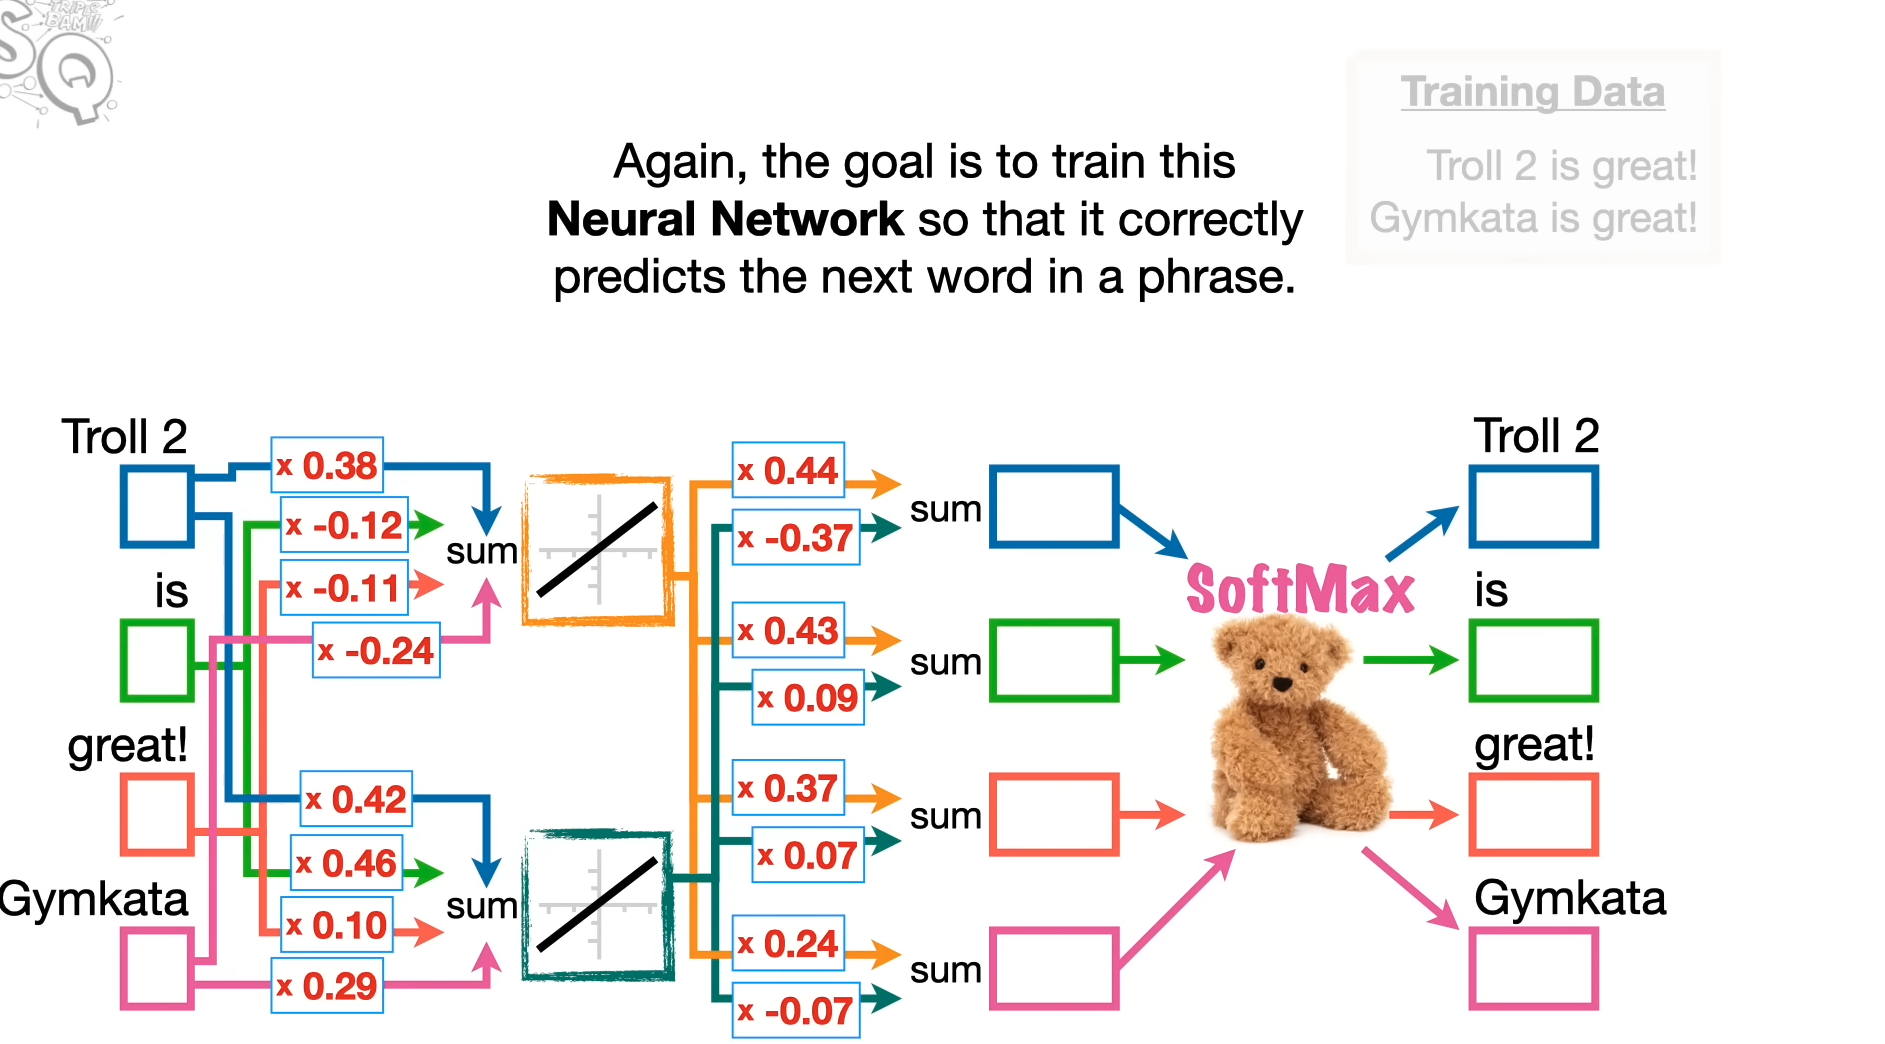 TRIPLE
BAM!!
SQ
Training Data
Troll 2 is great!
Gymkata is great!
Again, the goal is to train this
Neural Network so that it correctly
predicts the next word in a phrase.
Troll 2
is
great!
Gymkata
x 0.38
x -0.12
x -0.11
x -0.24
sum
x 0.42
x 0.46
x 0.10
x 0.29
sum
x 0.44
x -0.37
sum
x 0.43
x 0.09
sum
x 0.37
x 0.07
sum
x 0.24
x -0.07
sum
SoftMax
Troll 2
is
great!
Gymkata